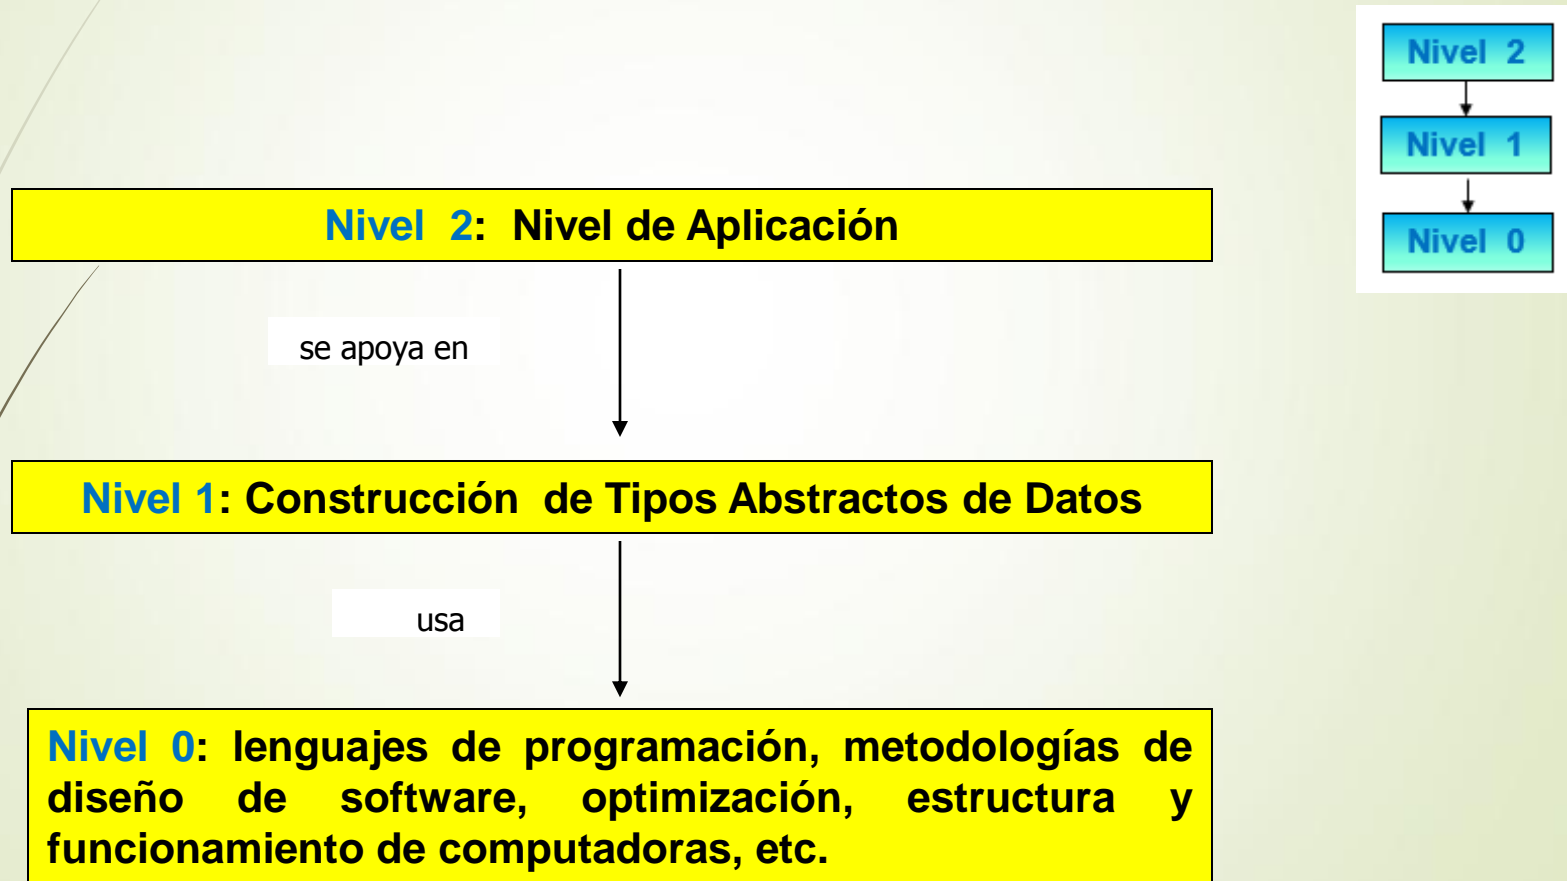 Nivel 2
Nivel 1
Nivel 0
Nivel 2: Nivel de Aplicación
se apoya en
Nivel 1: Construcción de Tipos Abstractos de Datos
usa
Nivel 0: lenguajes de programación, metodologías de
diseño de software, optimización, estructura y
funcionamiento de computadoras, etc.